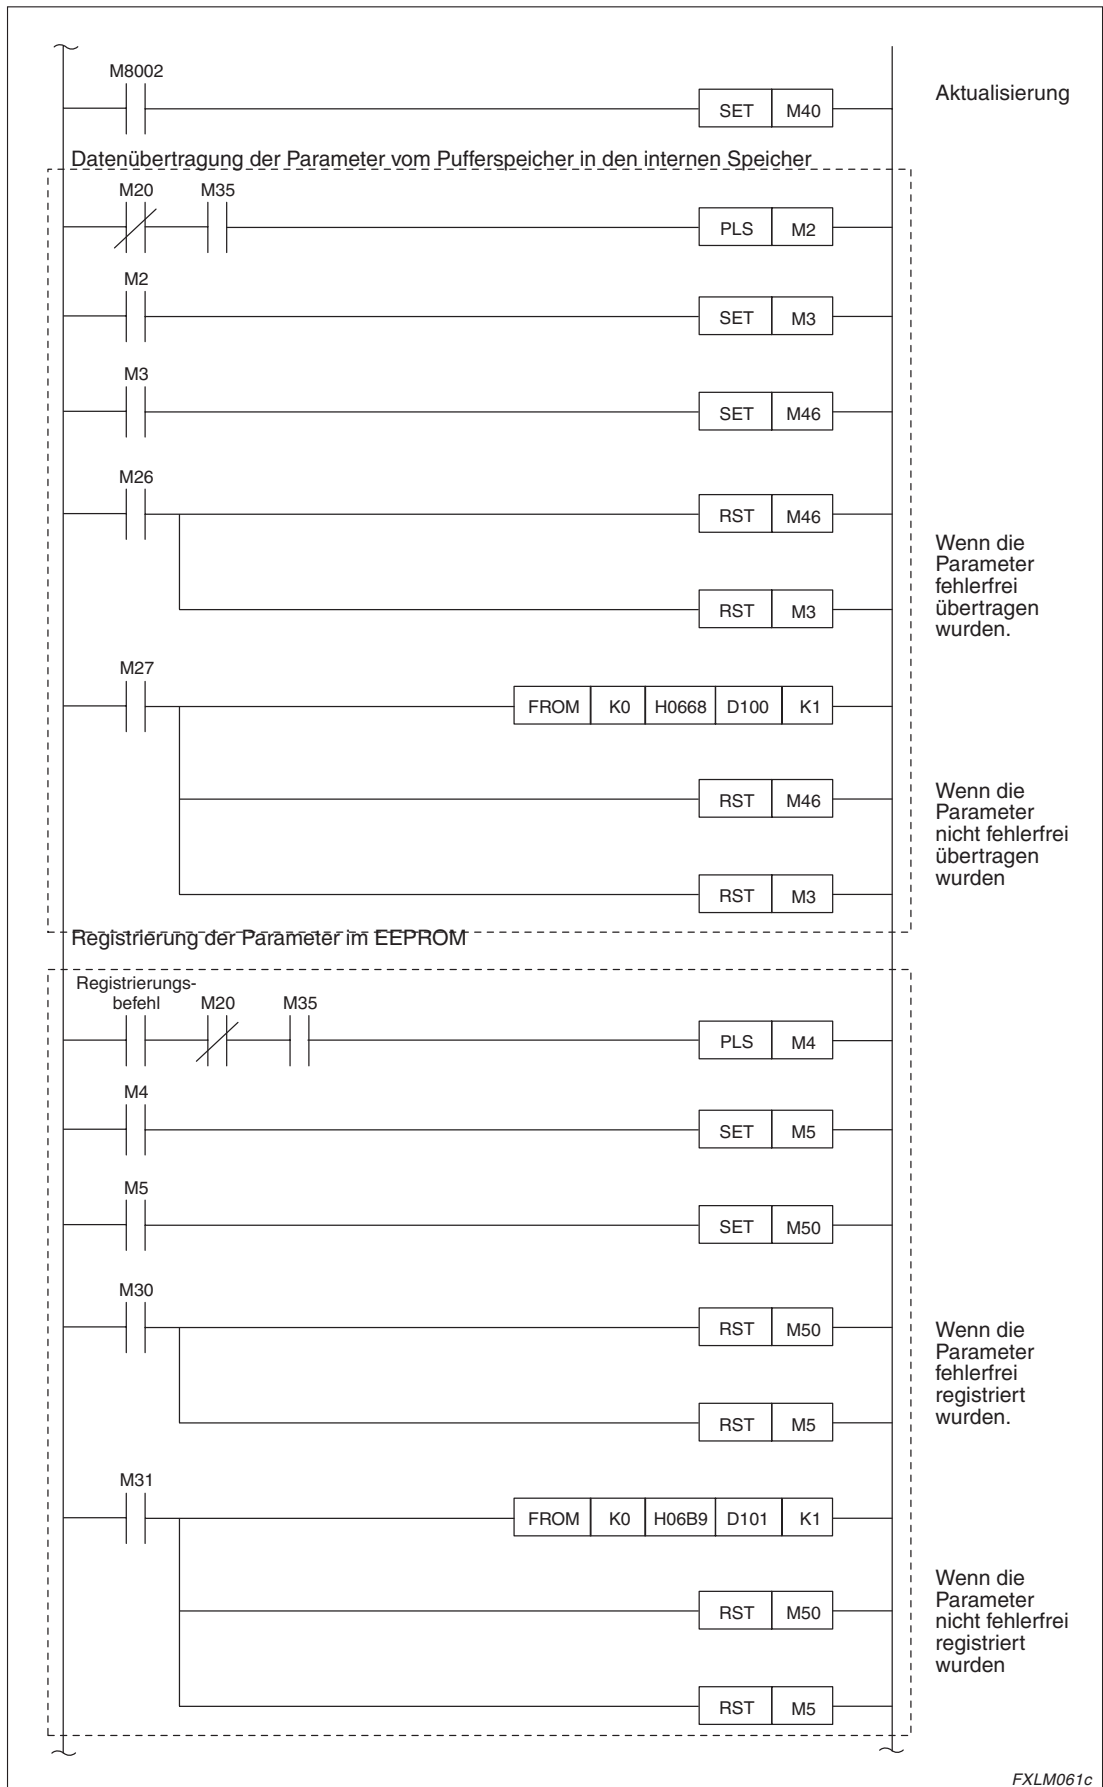 M8002
SET M40
Aktualisierung
Datenübertragung der Parameter vom Pufferspeicher in den internen Speicher
M20 M35
PLS M2
M2
SET M3
M3
SET M46
M26
RST M46
Wenn die
Parameter
fehlerfrei
übertragen
wurden.
RST M3
M27
FROM K0 H0668 D100 K1
RST M46
Wenn die
Parameter
nicht fehlerfrei
übertragen
wurden
RST M3
Registrierung der Parameter im EEPROM
Registrierungs-
befehl M20 M35
PLS M4
M4
SET M5
M5
SET M50
M30
RST M50
Wenn die
Parameter
fehlerfrei
registriert
wurden.
RST M5
M31
FROM K0 H06B9 D101 K1
RST M50
Wenn die
Parameter
nicht fehlerfrei
registriert
wurden
RST M5
FXLM061c